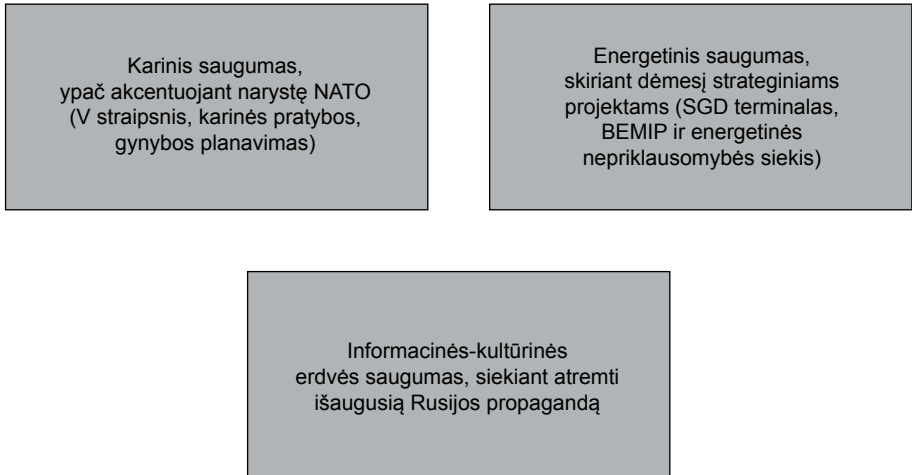 Karinis saugumas,
ypač akcentuojant narystę NATO
(V straipsnis, karinės pratybos,
gynybos planavimas)
Energetinis saugumas,
skiriant dėmesį strateginiams
projektams (SGD terminalas,
BEMIP ir energetinės
nepriklausomybės siekis)
Informacinės-kultūrinės
erdvės saugumas, siekiant atremti
išaugusią Rusijos propagandą